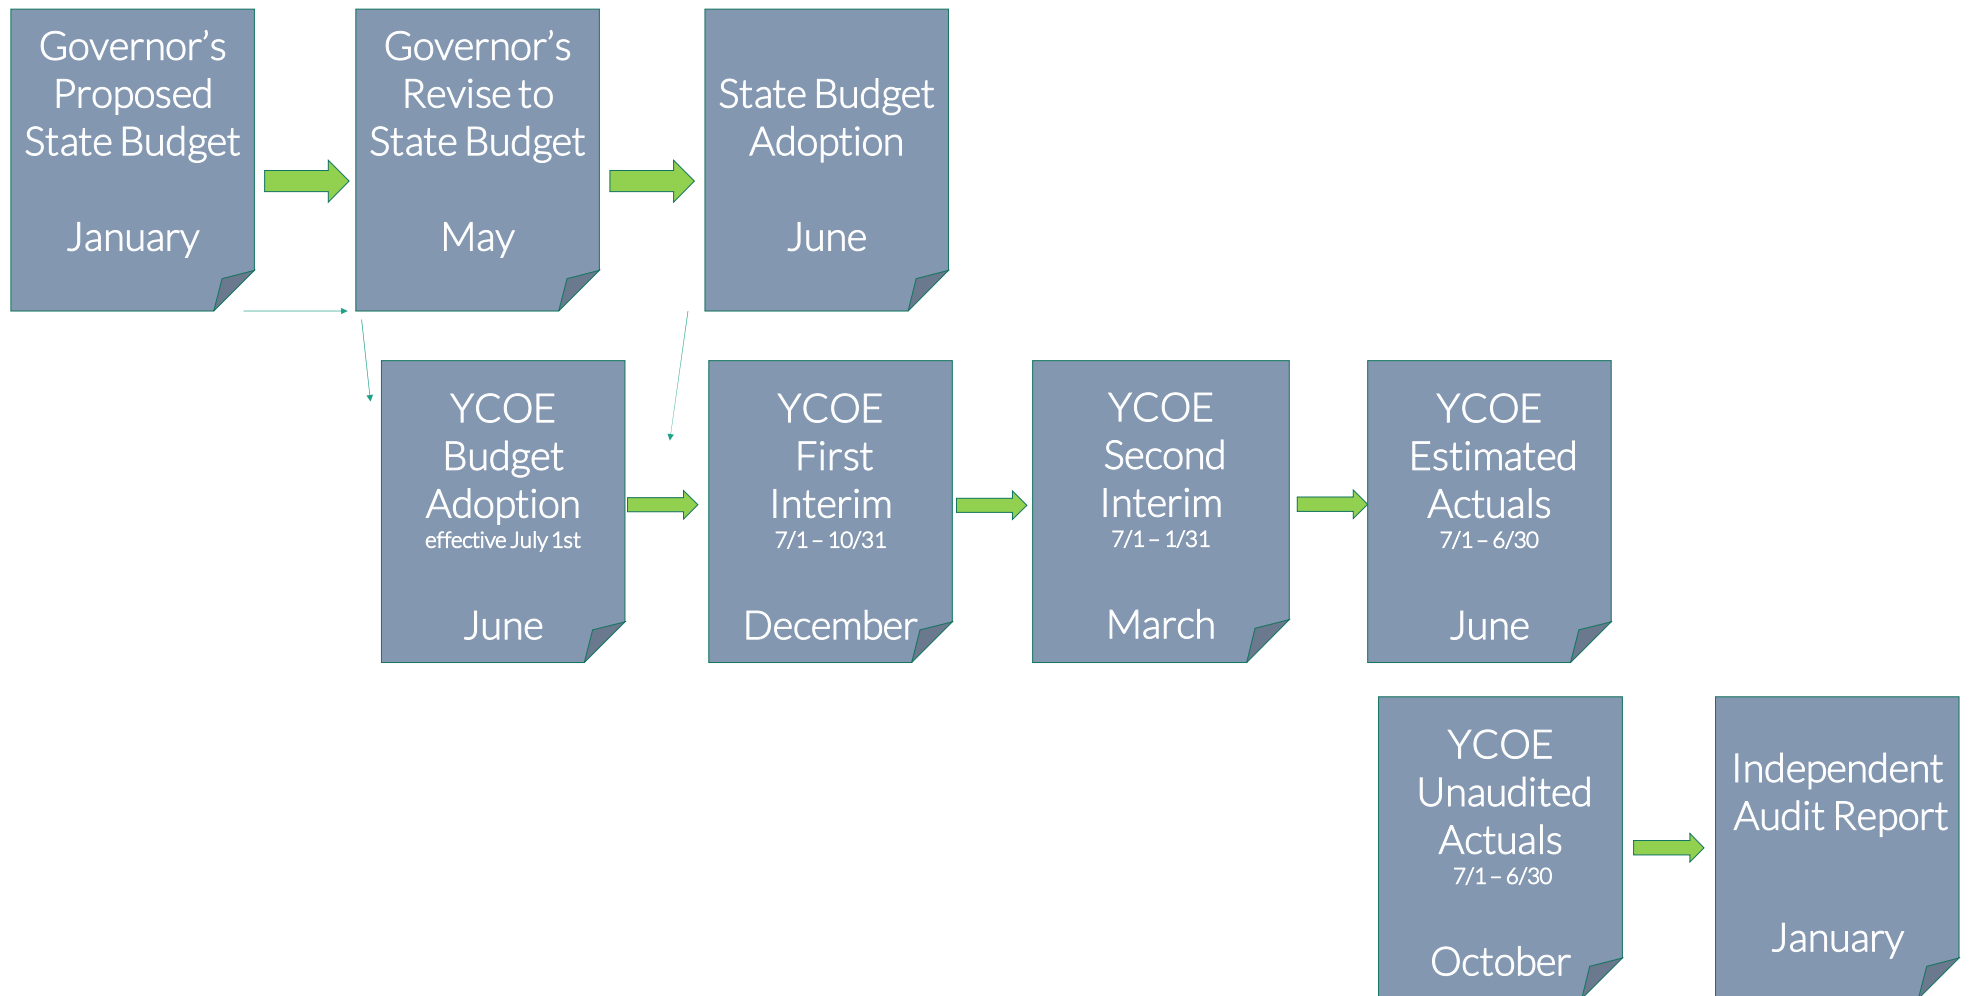 Governor’s
Proposed
State Budget
January
Governor’s
Revise to
State Budget
May
State Budget
Adoption
June
YCOE
Budget
Adoption
effective July 1st
June
YCOE
First
Interim
7/1 – 10/31
December
YCOE
Second
Interim
7/1 – 1/31
March
YCOE
Estimated
Actuals
7/1 – 6/30
June
YCOE
Unaudited
Actuals
7/1 – 6/30
October
Independent
Audit Report
January